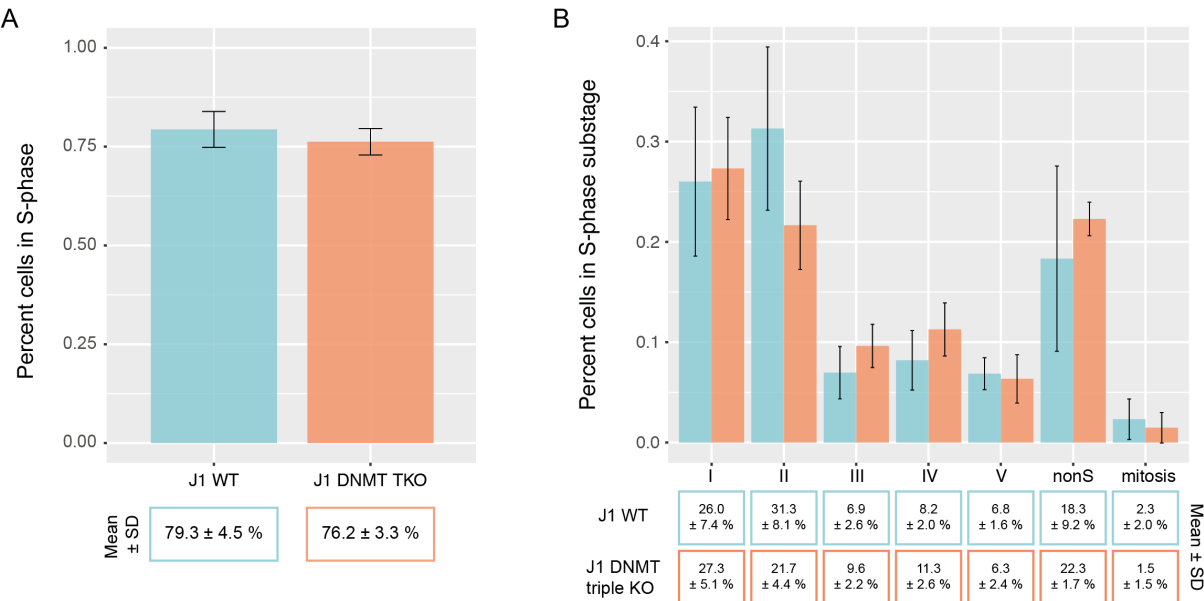 A
Percent cells in S-phase
1.00
0.75
0.50
0.25
0.00
J1 WT
J1 DNMT TKO
Mean
± SD
79.3 ± 4.5 %
76.2 ± 3.3 %
B
Percent cells in S-phase substage
0.4
0.3
0.2
0.1
0.0
I
II
III
IV
V
nonS
mitosis
J1 WT
26.0
± 7.4 %
31.3
± 8.1 %
6.9
± 2.6 %
8.2
± 2.0 %
6.8
± 1.6 %
18.3
± 9.2 %
2.3
± 2.0 %
J1 DNMT
triple KO
27.3
± 5.1 %
21.7
± 4.4 %
9.6
± 2.2 %
11.3
± 2.6 %
6.3
± 2.4 %
22.3
± 1.7 %
1.5
± 1.5 %
Mean ± SD